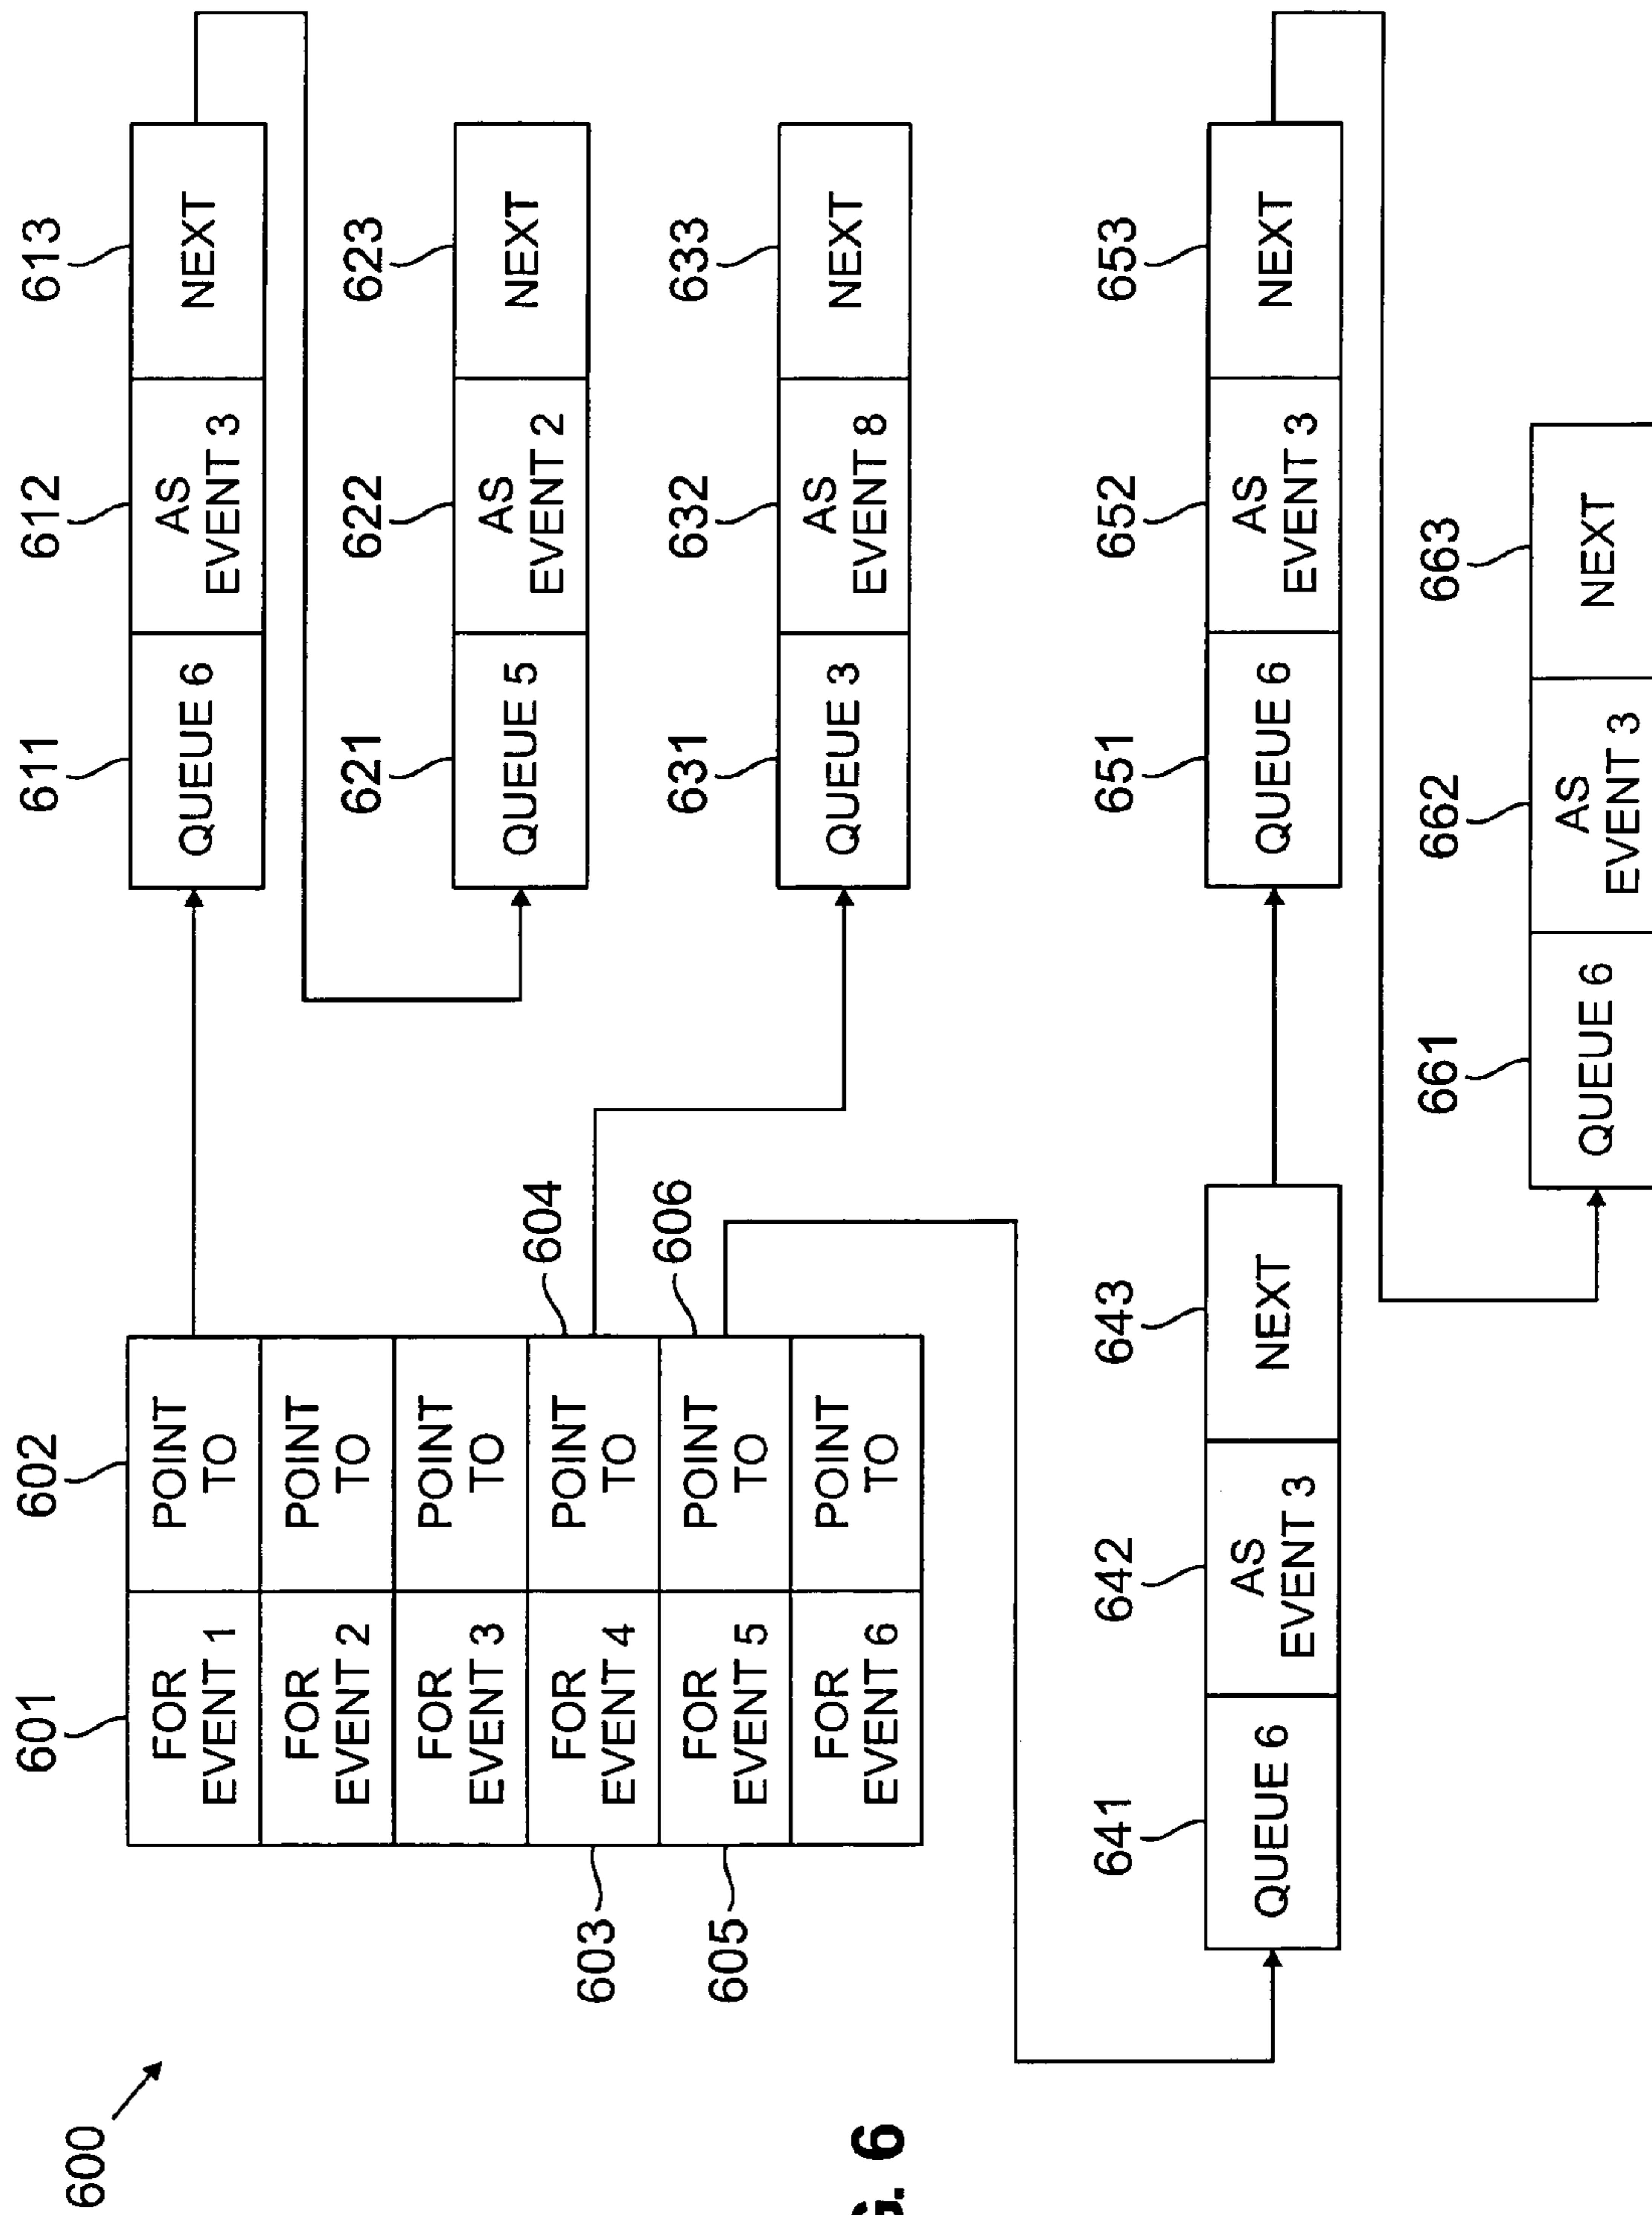 600
601
602
FOR
EVENT 1
POINT
TO
FOR
EVENT 2
POINT
TO
FOR
EVENT 3
POINT
TO
603
FOR
EVENT 4
POINT
TO
604
605
FOR
EVENT 5
POINT
TO
606
FOR
EVENT 6
POINT
TO
611
612
613
QUEUE 6
AS
EVENT 3
NEXT
621
622
623
QUEUE 5
AS
EVENT 2
NEXT
631
632
633
QUEUE 3
AS
EVENT 8
NEXT
641
642
643
QUEUE 6
AS
EVENT 3
NEXT
651
652
653
QUEUE 6
AS
EVENT 3
NEXT
661
662
663
QUEUE 6
AS
EVENT 3
NEXT
G. 6